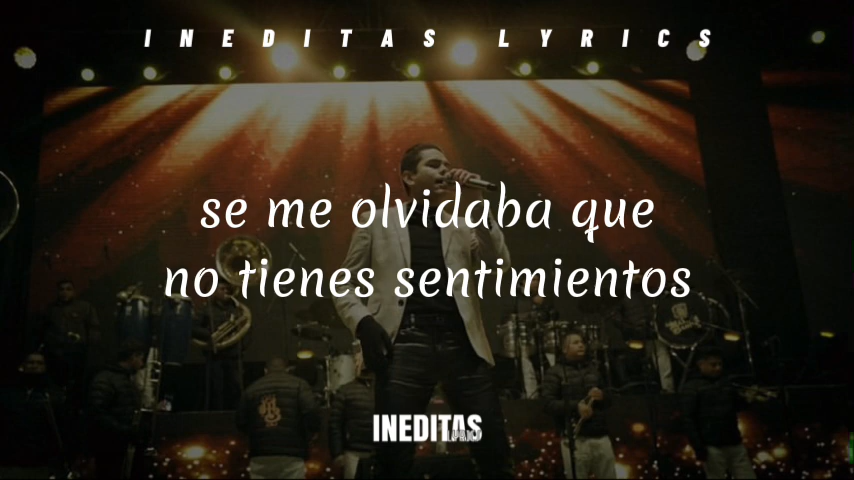 INEDITAS LYRICS
se me olvidaba que
no tienes sentimientos
INEDITAS